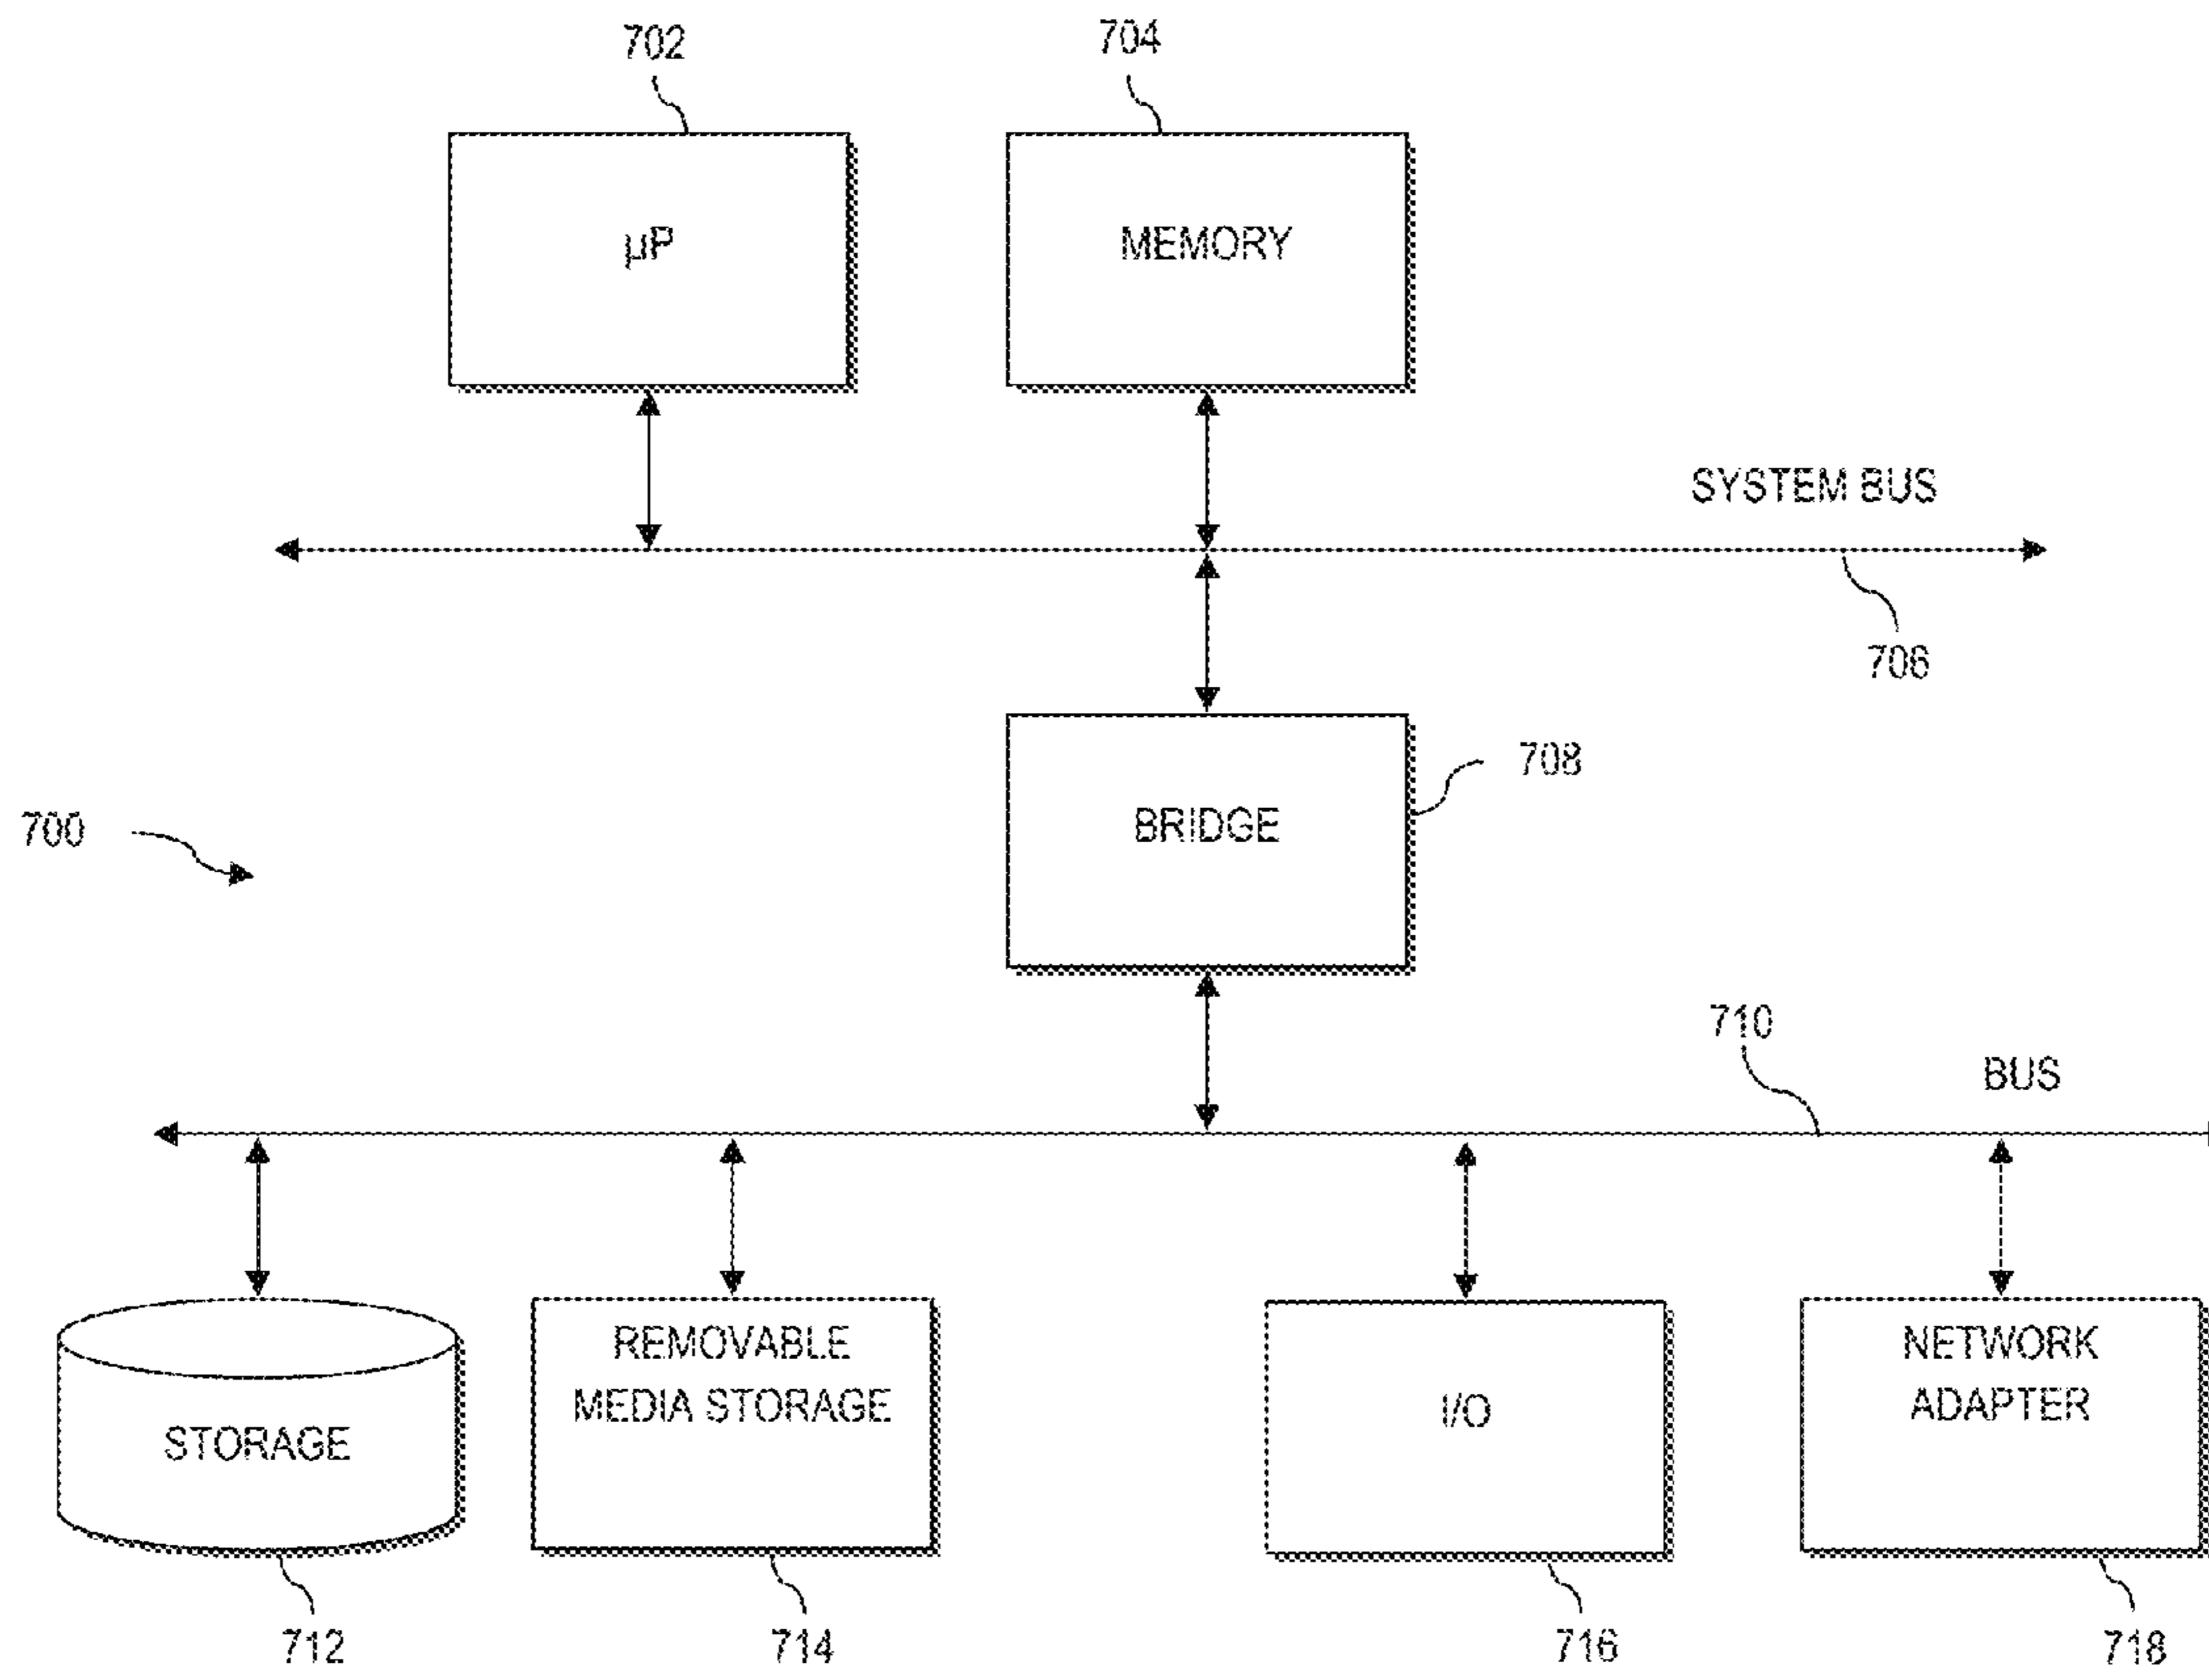 702
704
µP
MEMORY
SYSTEM BUS
706
708
BRIDGE
700
710
BUS
REMOVABLE
MEDIA STORAGE
STORAGE
I/O
NETWORK
ADAPTER
712
714
716
718